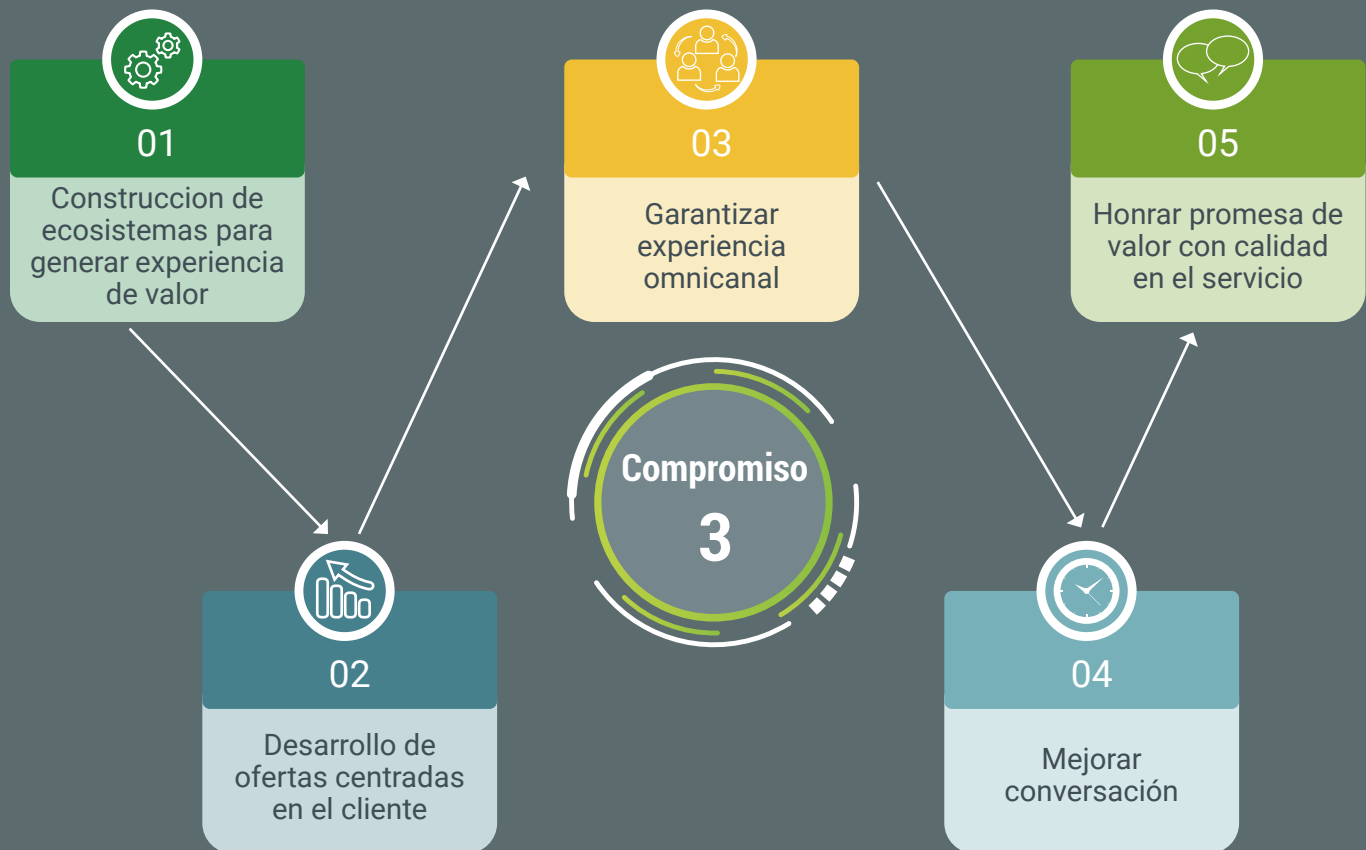 01
Construccion de
ecosistemas para
generar experiencia
de valor
02
Desarrollo de
ofertas centradas
en el cliente
03
Garantizar
experiencia
omnicanal
Compromiso
3
04
Mejorar
conversación
05
Honrar promesa de
valor con calidad
en el servicio